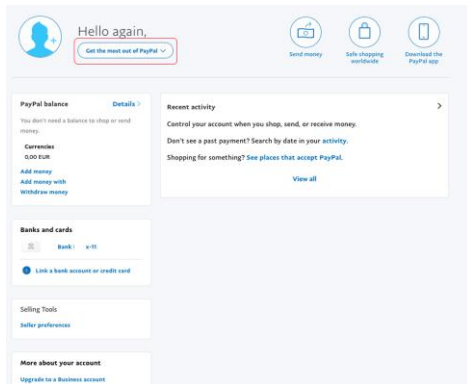 Hello again,
Get the most out of PayPal
Send money
Safe shopping
worldwide
Download the
PayPal app
PayPal balance
Details
You don't need a balance to shop or send
money.
Currencies
0,00 EUR
Add money
Add money with
Withdraw money
Recent activity
Control your account when you shop, send, or receive money.
Don't see a past payment? Search by date in your activity.
Shopping for something? See places that accept PayPal.
View all
Banks and cards
Bank
x-11
Link a bank account or credit card
Selling Tools
Seller preferences
More about your account
Upgrade to a Business account